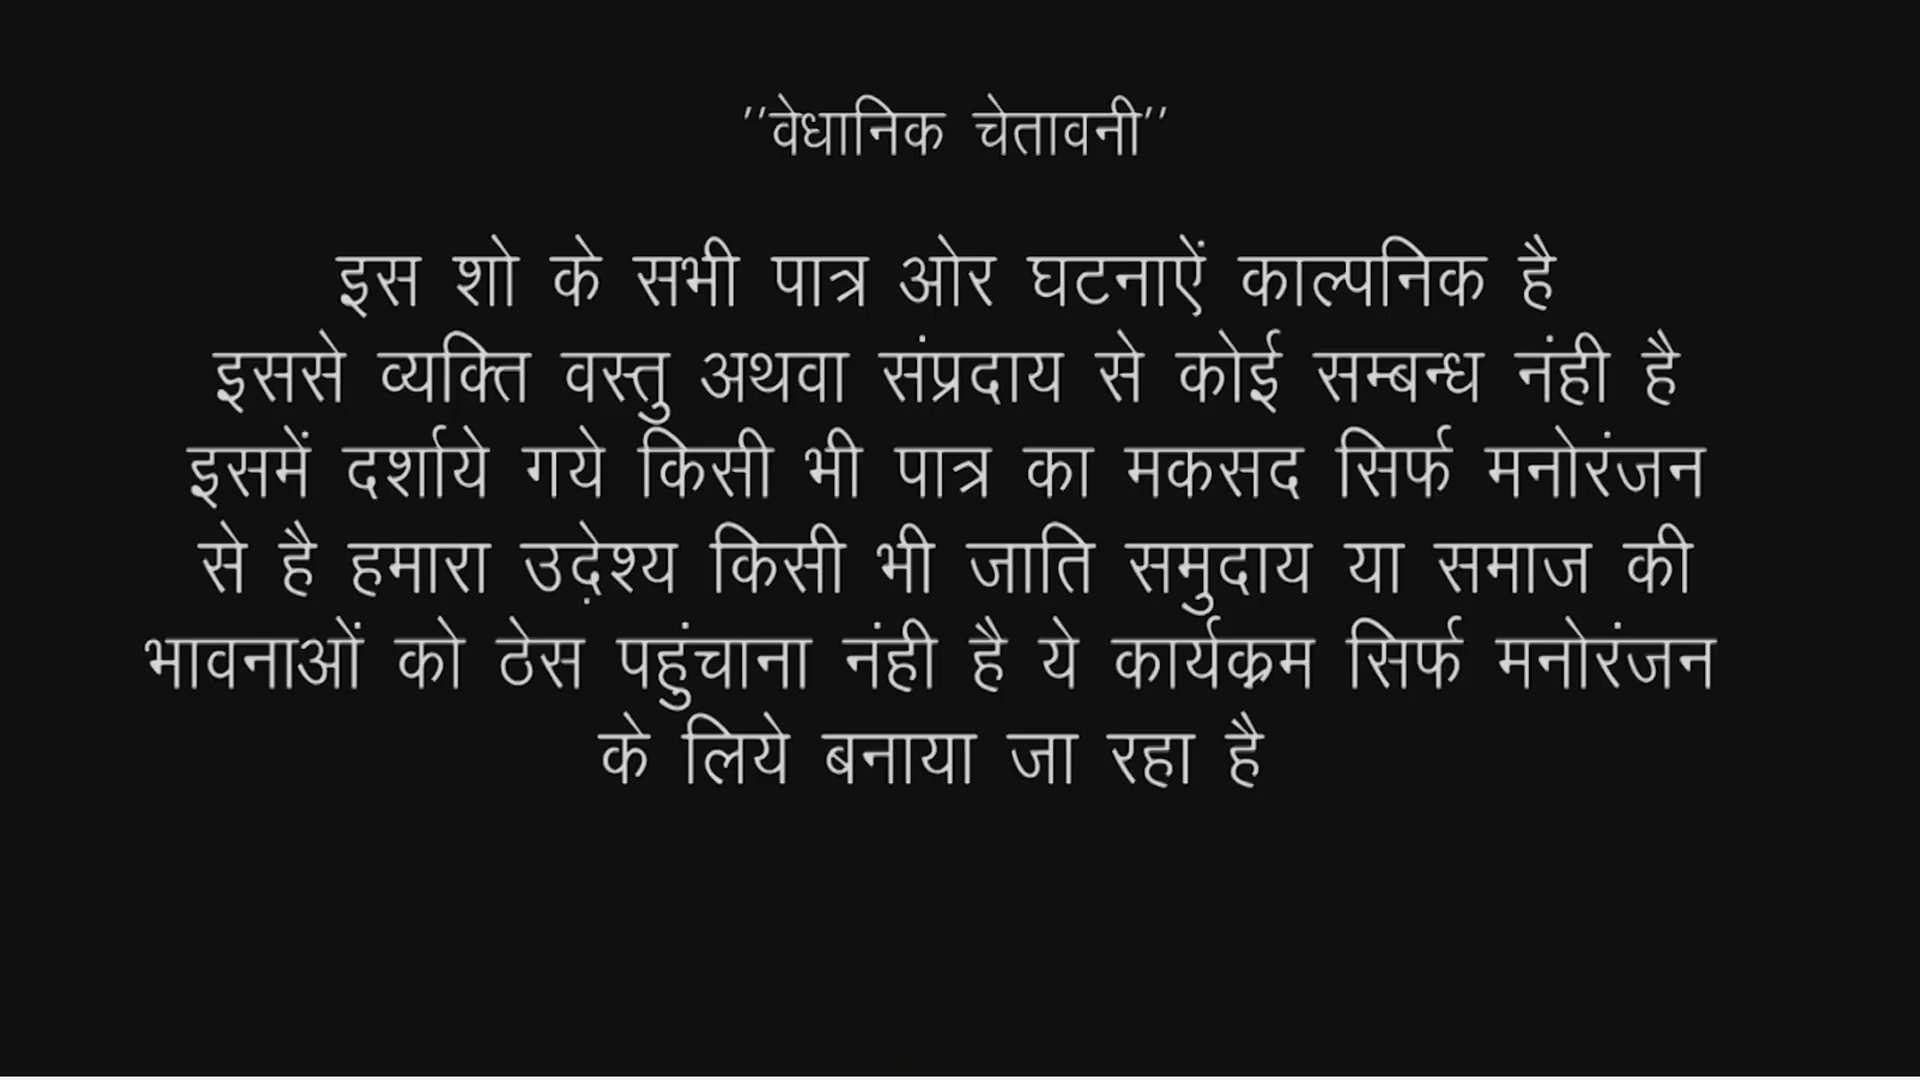 ''वेधानिक चेतावनी''
इस शो के सभी पात्र ओर घटनाऐं काल्पनिक है
इससे व्यक्ति वस्तु अथवा संप्रदाय से कोई सम्बन्ध नंही है
इसमें दर्शाये गये किसी भी पात्र का मकसद सिर्फ मनोरंजन
से है हमारा उद़ेश्य किसी भी जाति समुदाय या समाज की
भावनाओं को ठेस पहुंचाना नंही है ये कार्यक्रम सिर्फ मनोरंजन
के लिये बनाया जा रहा है